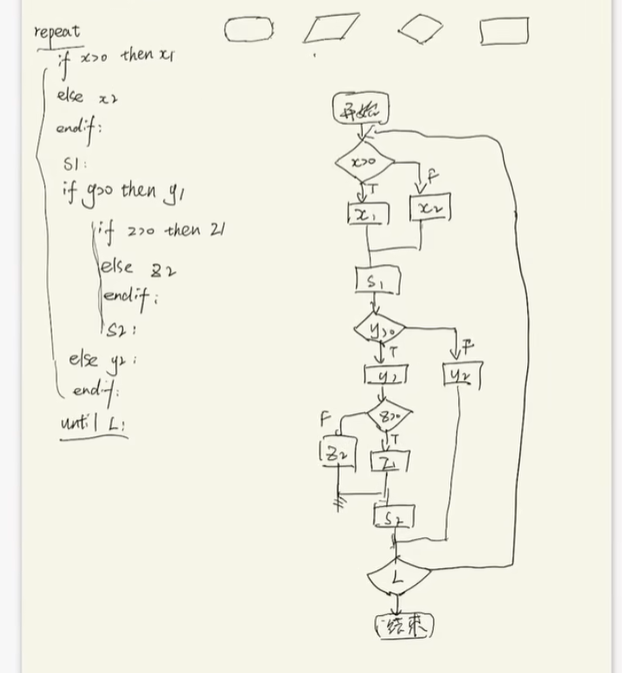 repeat
if x>0 then x1
else x2
endif:
S1:
if y>0 then y1
if z>0 then z1
else z2
endif:
S2:
else y2:
endif:
until L:
开始
x>0
T
F
x1
x2
S1
y>0
T
F
y1
y2
z>0
F
T
z2
z1
S2
L
结束